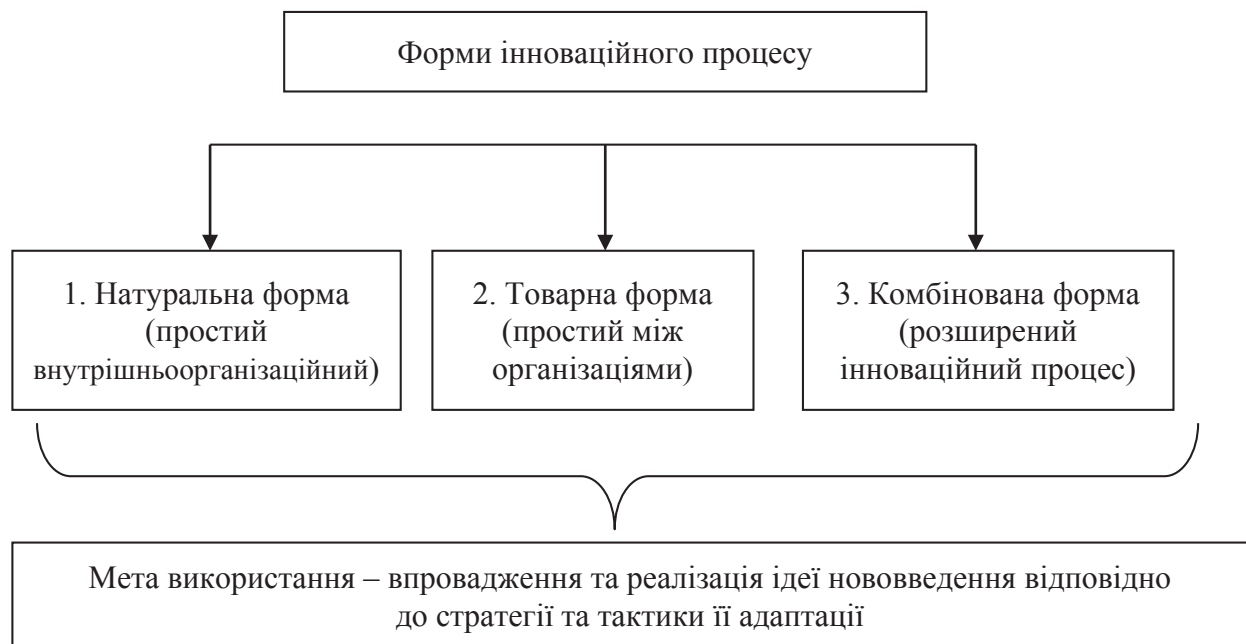 Форми інноваційного процесу
1. Натуральна форма
(простий
внутрішньоорганізаційний)
2. Товарна форма
(простий між
організаціями)
3. Комбінована форма
(розширений
інноваційний процес)
Мета використання – впровадження та реалізація ідеї нововведення відповідно
до стратегії та тактики її адаптації